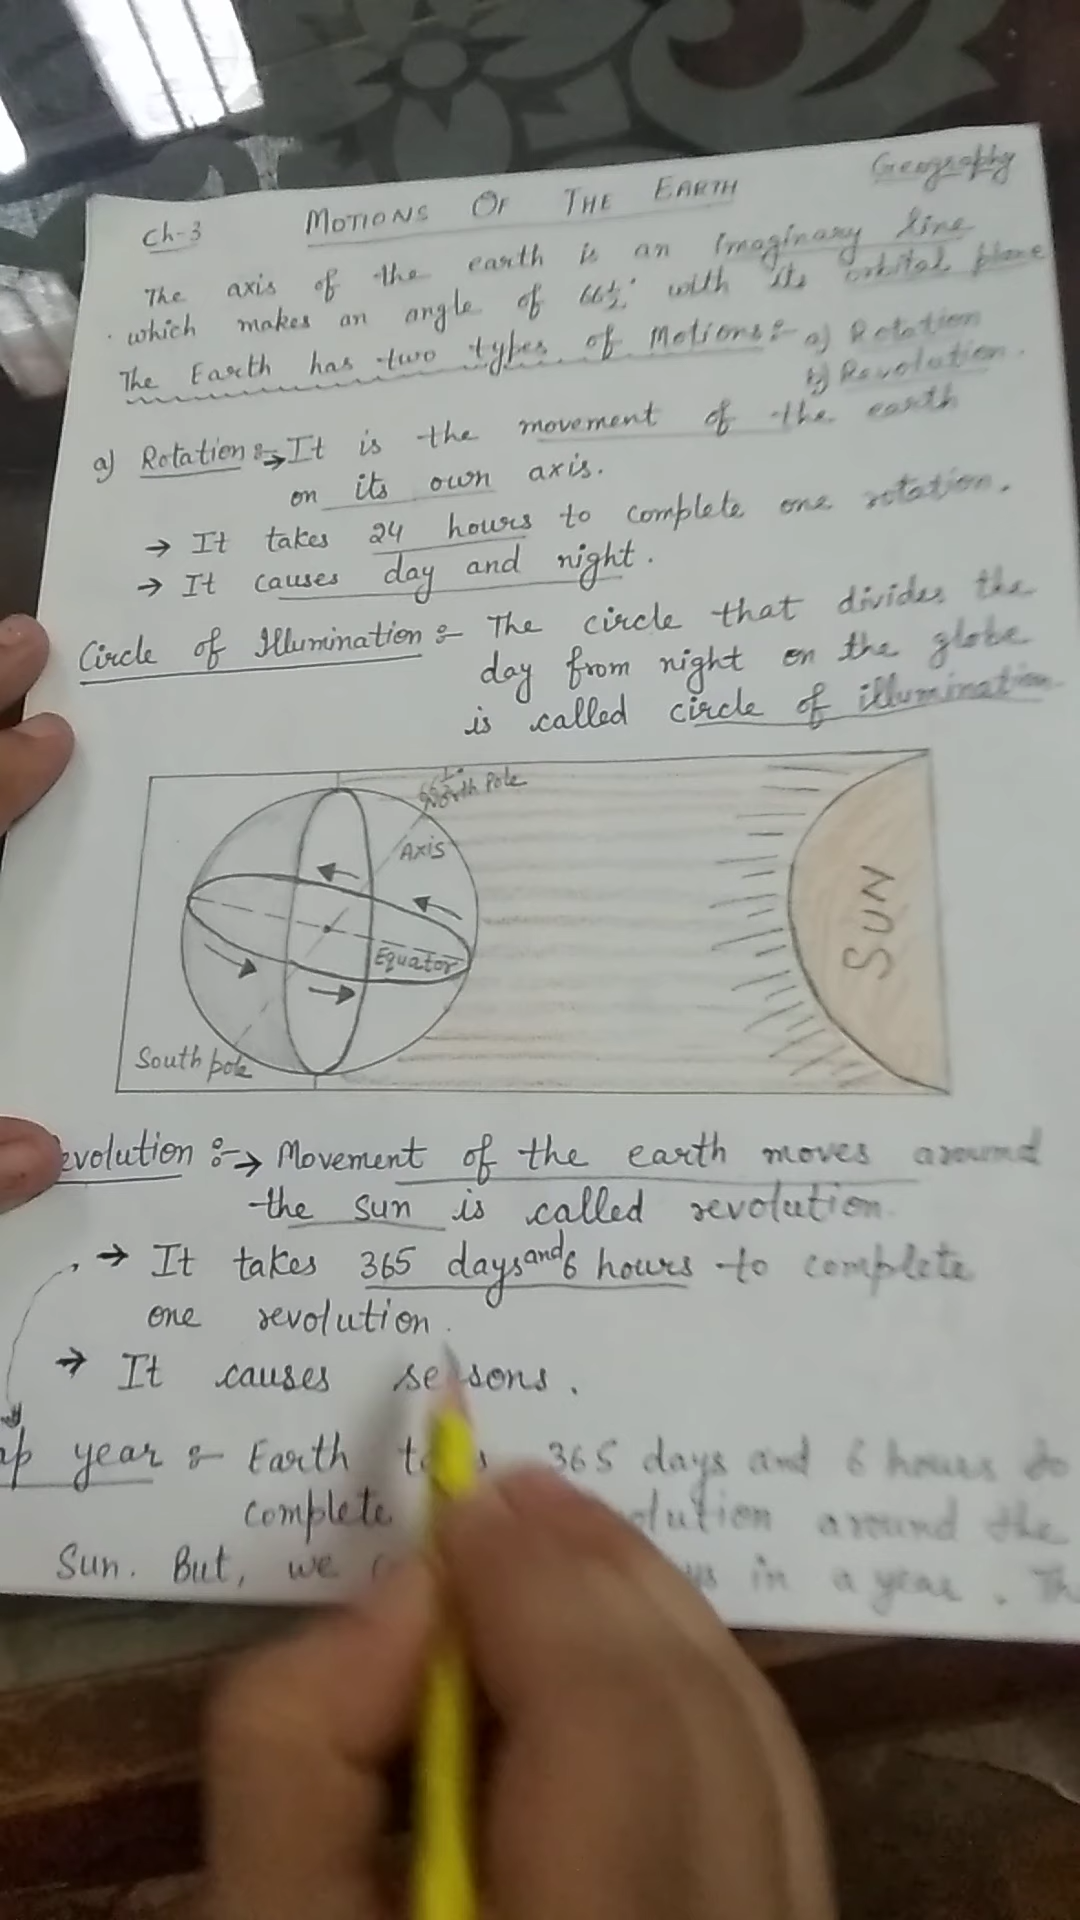 Geography
Ch-3 MOTIONS OF THE EARTH
The axis of the earth is an imaginary line
which makes an angle of 66½° with its orbital plane
The Earth has two types of Motions:- a) Rotation
b) Revolution.
a) Rotation:-→ It is the movement of the earth
on its own axis.
→ It takes 24 hours to complete one rotation.
→ It causes day and night.
Circle of Illumination:- The circle that divides the
day from night on the globe
is called circle of illumination
66½°
North Pole
Axis
Equator
South pole
SUN
evolution:-→ Movement of the earth moves around
the sun is called revolution.
→ It takes 365 days and 6 hours to complete
one revolution.
→ It causes seasons.
ap year:- Earth 365 days and 6 hours to
complete olution around the
Sun. But, we in a year. Th